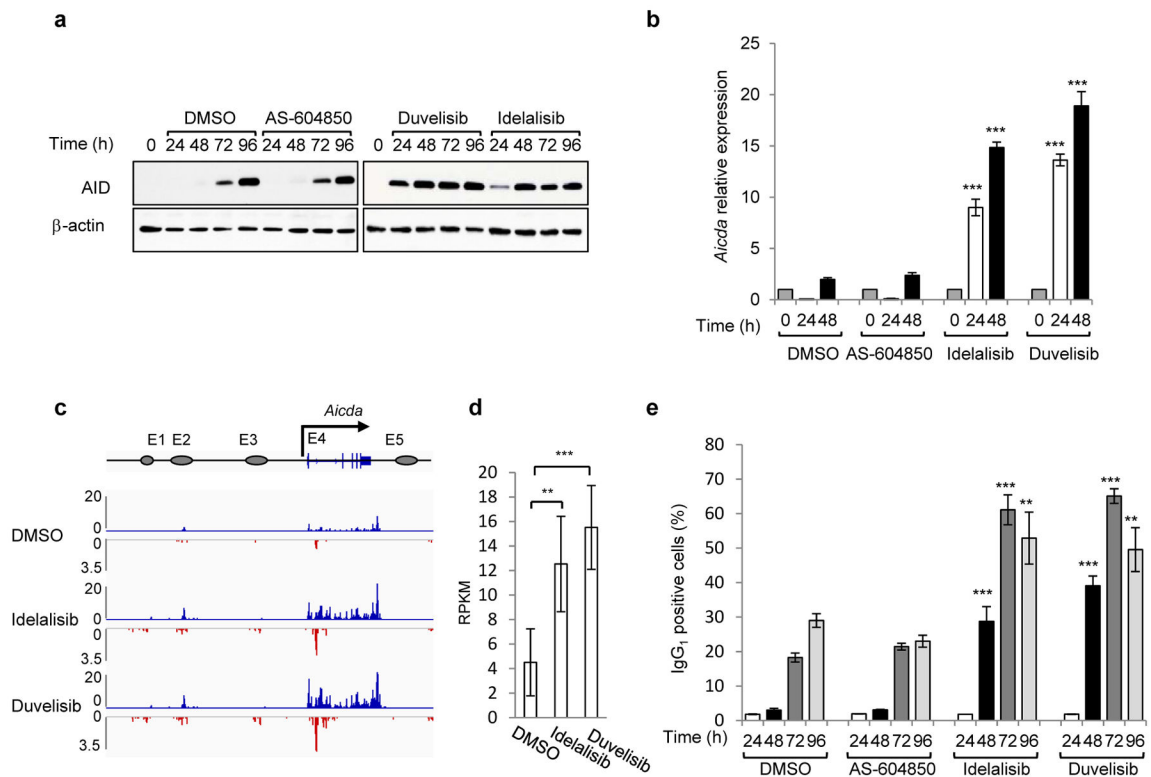 a
DMSO AS-604850 Duvelisib Idelalisib
Time (h) 0 24 48 72 96 24 48 72 96 0 24 48 72 96 24 48 72 96
AID
β-actin
b
Aicda relative expression
25
20
15
10
5
0
*** *** *** ***
Time (h) 0 24 48 0 24 48 0 24 48 0 24 48
DMSO AS-604850 Idelalisib Duvelisib
c
Aicda
E1 E2 E3 E4 E5
DMSO
20
0
0
3.5
Idelalisib
20
0
0
3.5
Duvelisib
20
0
0
3.5
d
RPKM
20
18
16
14
12
10
8
6
4
2
0
***
**
DMSO Idelalisib Duvelisib
e
IgG1 positive cells (%)
80
70
60
50
40
30
20
10
0
*** *** ** *** *** **
Time (h) 24 48 72 96 24 48 72 96 24 48 72 96 24 48 72 96
DMSO AS-604850 Idelalisib Duvelisib